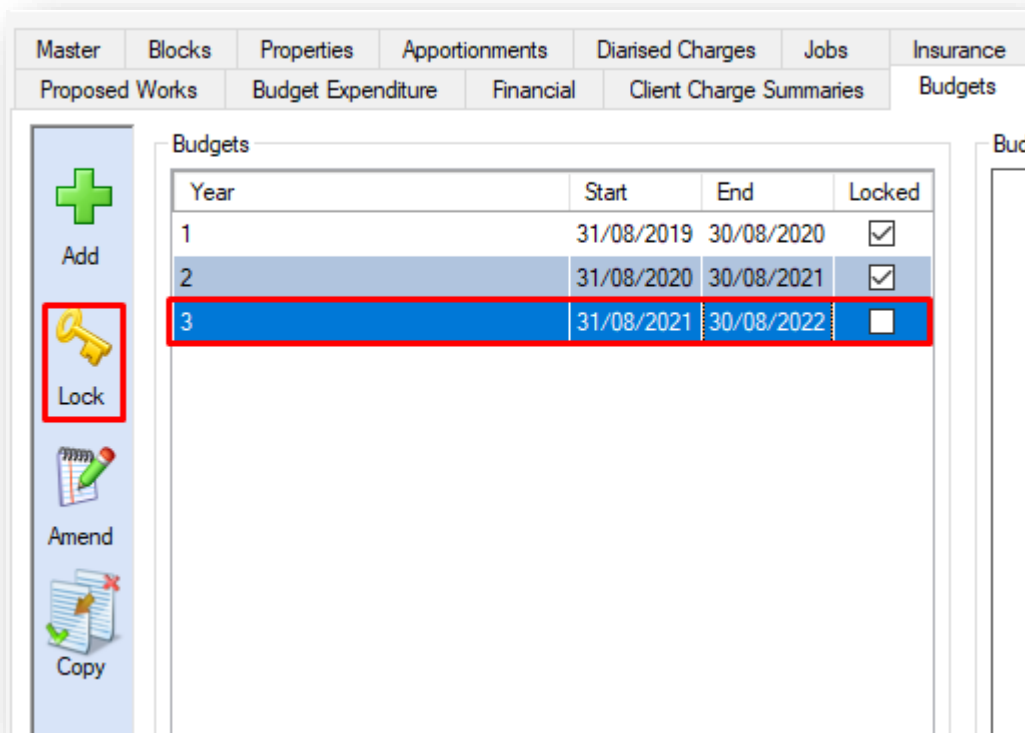 Master Blocks Properties Apportionments Diarised Charges Jobs Insurance
Proposed Works Budget Expenditure Financial Client Charge Summaries Budgets
Budgets
Year Start End Locked
1 31/08/2019 30/08/2020
2 31/08/2020 30/08/2021
3 31/08/2021 30/08/2022
Add
Lock
Amend
Copy